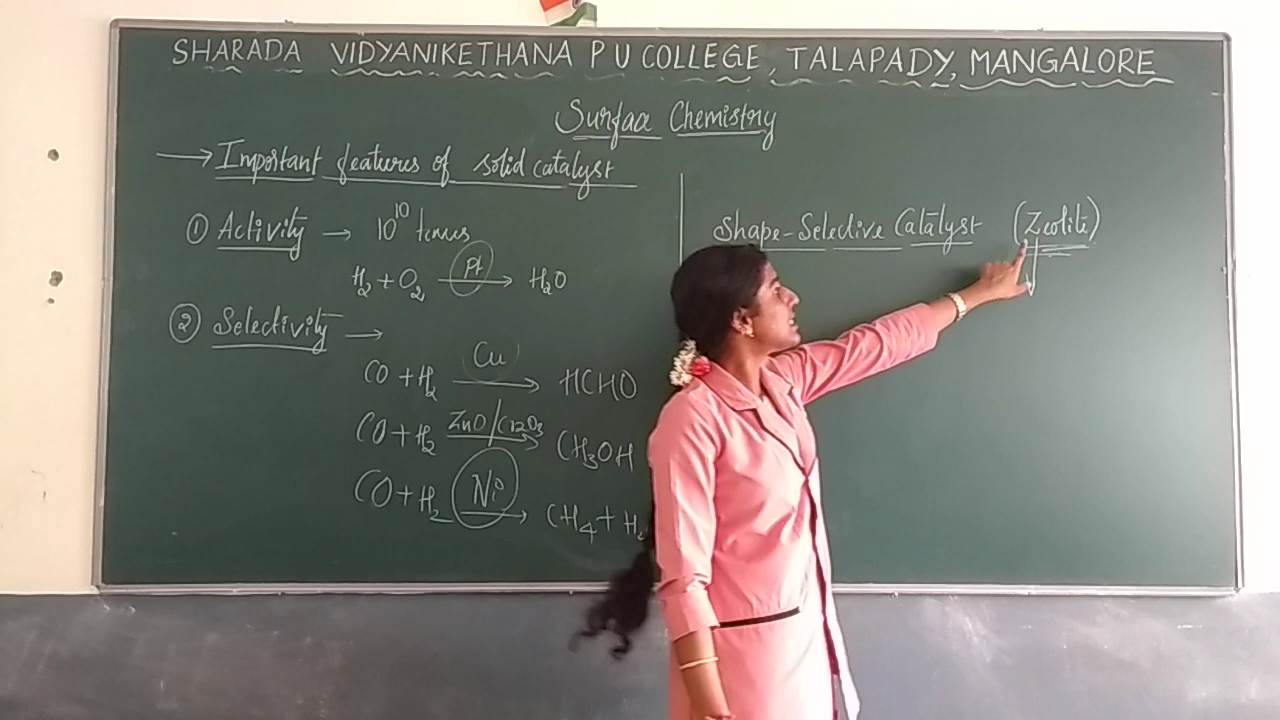 SHARADA VIDYANIKETHANA P U COLLEGE, TALAPADY, MANGALORE
Surface Chemistry
→ Important features of solid catalyst
① Activity → 10¹⁰ times
H₂ + O₂ Pt → H₂O
② Selectivity →
CO + H₂ Cu → HCHO
CO + H₂ ZnO/Cr2O3 → CH₃OH
CO + H₂ Ni → CH₄ + H₂
Shape-Selective Catalyst (Zeolite)